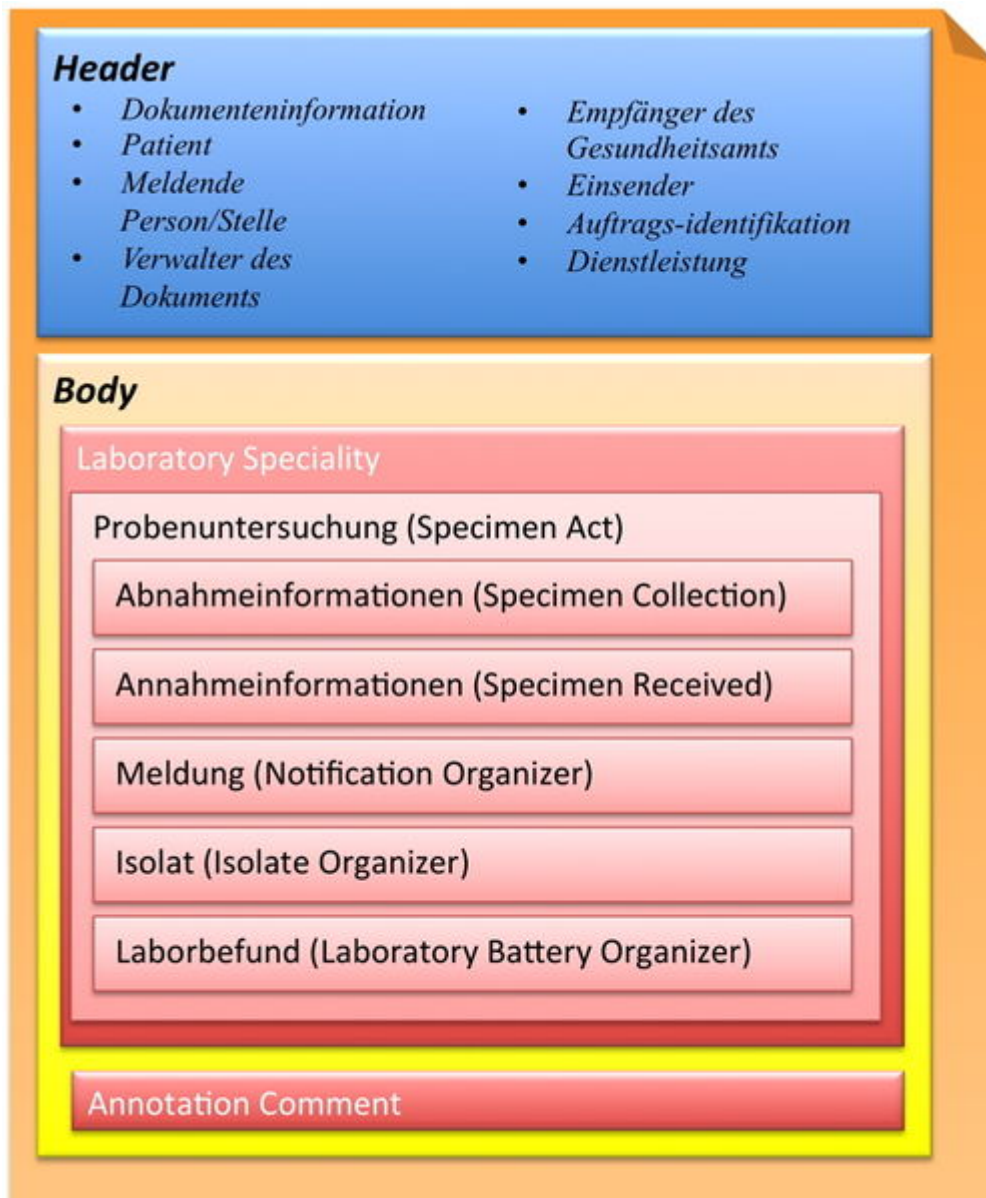 Header
• Dokumenteninformation
• Patient
• Meldende
Person/Stelle
• Verwalter des
Dokuments
• Empfänger des
Gesundheitsamts
• Einsender
• Auftrags-identifikation
• Dienstleistung
Body
Laboratory Speciality
Probenuntersuchung (Specimen Act)
Abnahmeinformationen (Specimen Collection)
Annahmeinformationen (Specimen Received)
Meldung (Notification Organizer)
Isolat (Isolate Organizer)
Laborbefund (Laboratory Battery Organizer)
Annotation Comment